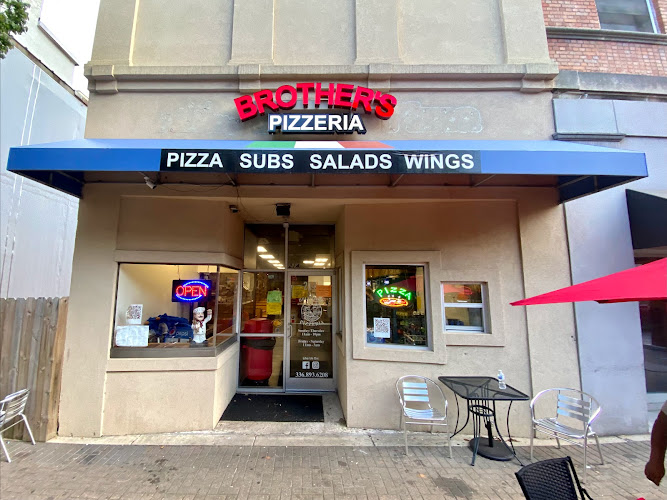 BROTHER'S
PIZZERIA
PIZZA SUBS SALADS WINGS
OPEN
PIZZA
336.893.6208